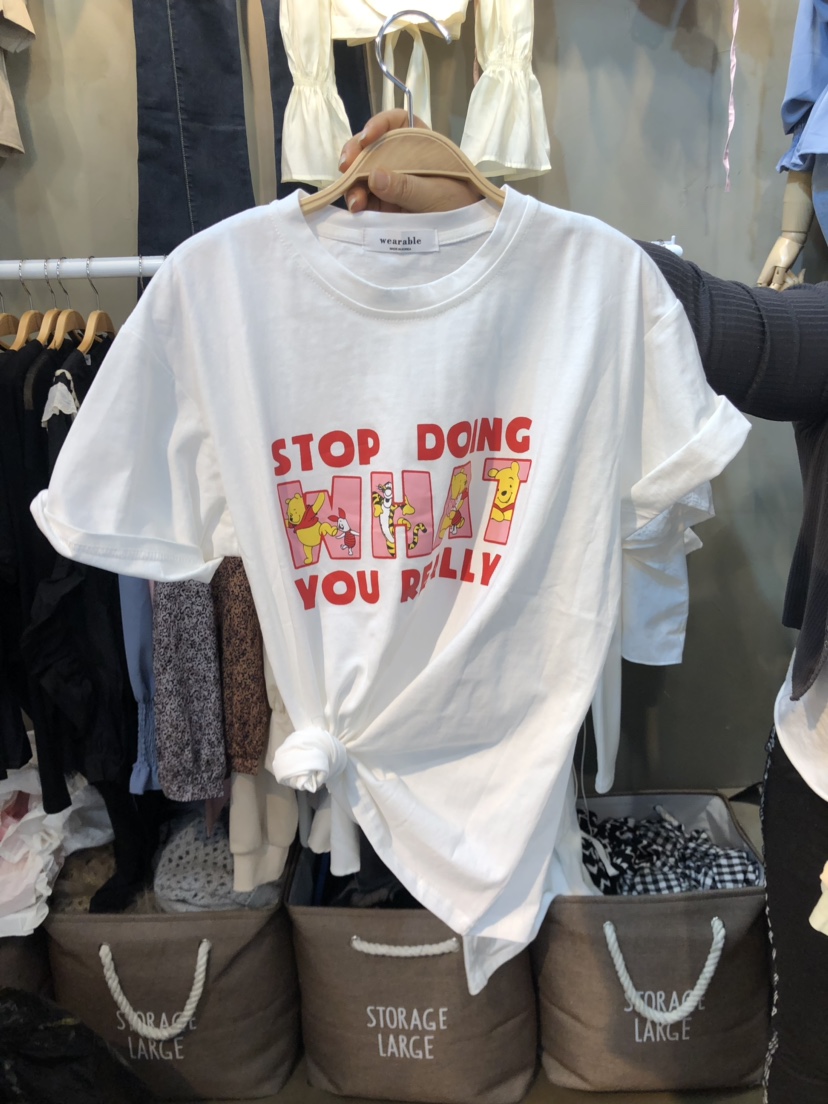 wearable
STOP DOING
WHAT
YOU REALLY
STORAGE
LARGE
STORAGE
LARGE
STORAGE
LARGE